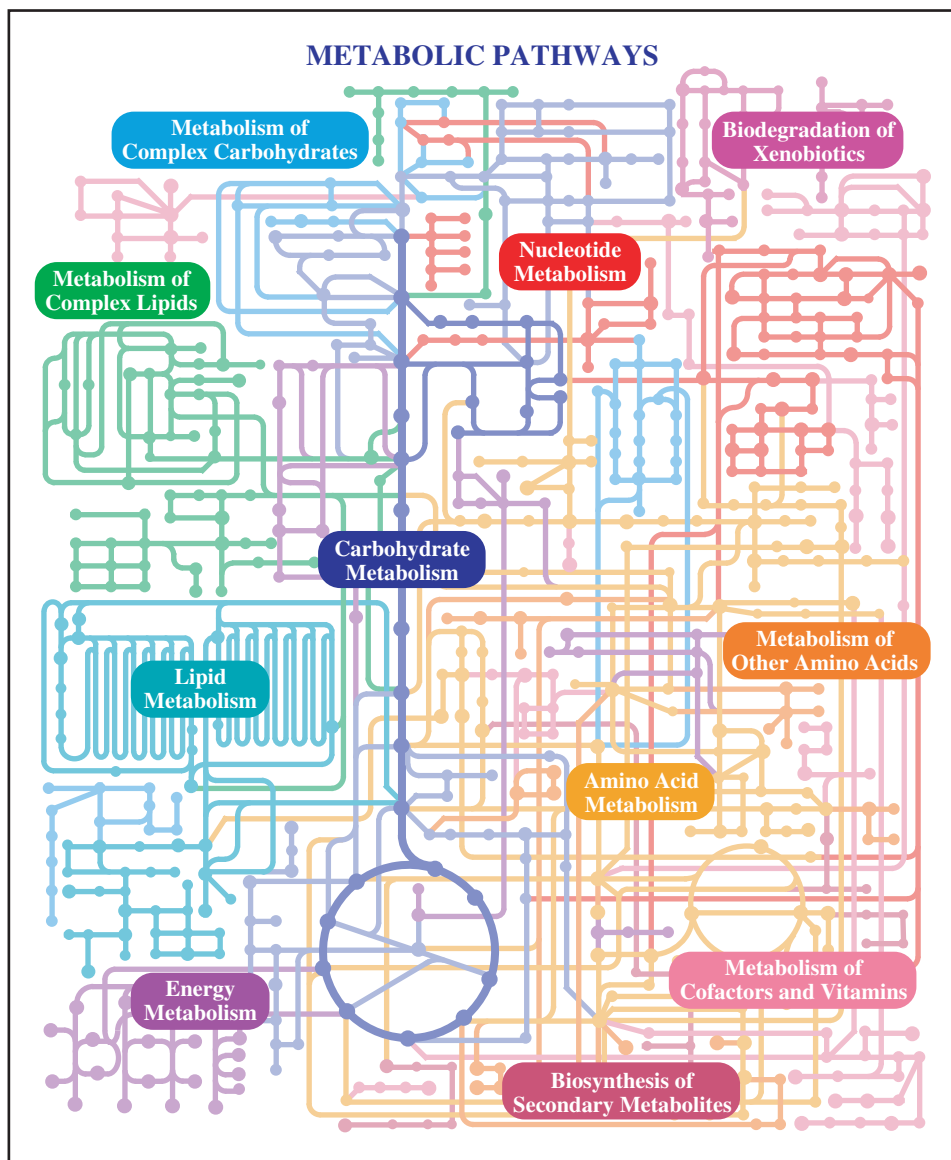 METABOLIC PATHWAYS
Metabolism of
Complex Carbohydrates
Biodegradation of
Xenobiotics
Nucleotide
Metabolism
Metabolism of
Complex Lipids
Carbohydrate
Metabolism
Metabolism of
Other Amino Acids
Lipid
Metabolism
Amino Acid
Metabolism
Metabolism of
Cofactors and Vitamins
Energy
Metabolism
Biosynthesis of
Secondary Metabolites